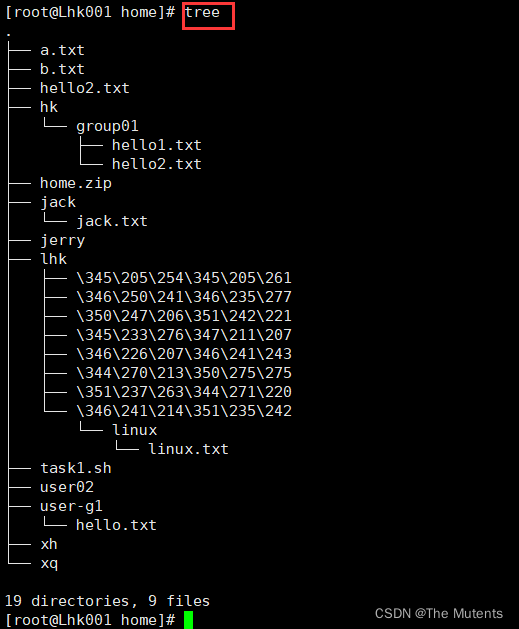 [root@Lhk001 home]# tree
.
├── a.txt
├── b.txt
├── hello2.txt
├── hk
│   └── group01
│       ├── hello1.txt
│       └── hello2.txt
├── home.zip
├── jack
│   └── jack.txt
├── jerry
├── lhk
│   ├── \345\205\254\345\205\261
│   ├── \346\250\241\346\235\277
│   ├── \350\247\206\351\242\221
│   ├── \345\233\276\347\211\207
│   ├── \346\226\207\346\241\243
│   ├── \344\270\213\350\275\275
│   ├── \351\237\263\344\271\220
│   └── \346\241\214\351\235\242
│       └── linux
│           └── linux.txt
├── task1.sh
├── user02
├── user-g1
│   └── hello.txt
├── xh
└── xq
19 directories, 9 files
[root@Lhk001 home]#
CSDN @The Mutents